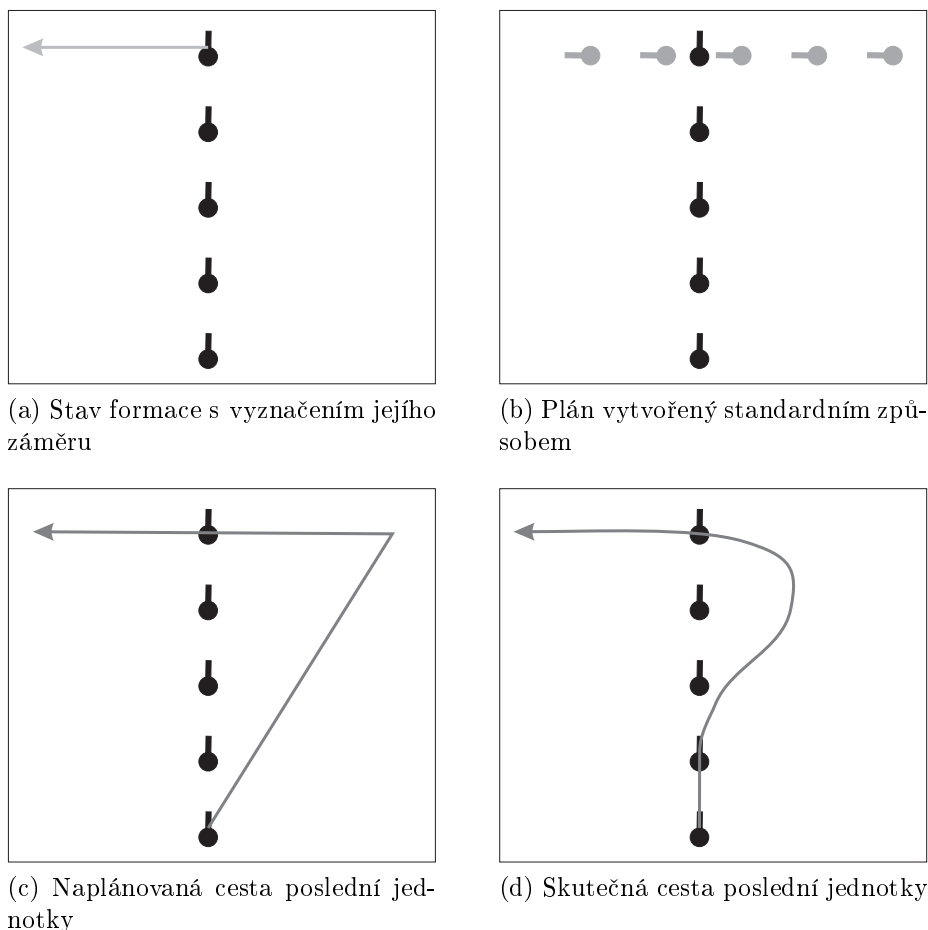 (a) Stav formace s vyznačením jejího
záměru
(b) Plán vytvořený standardním způ-
sobem
(c) Naplánovaná cesta poslední jed-
notky
(d) Skutečná cesta poslední jednotky